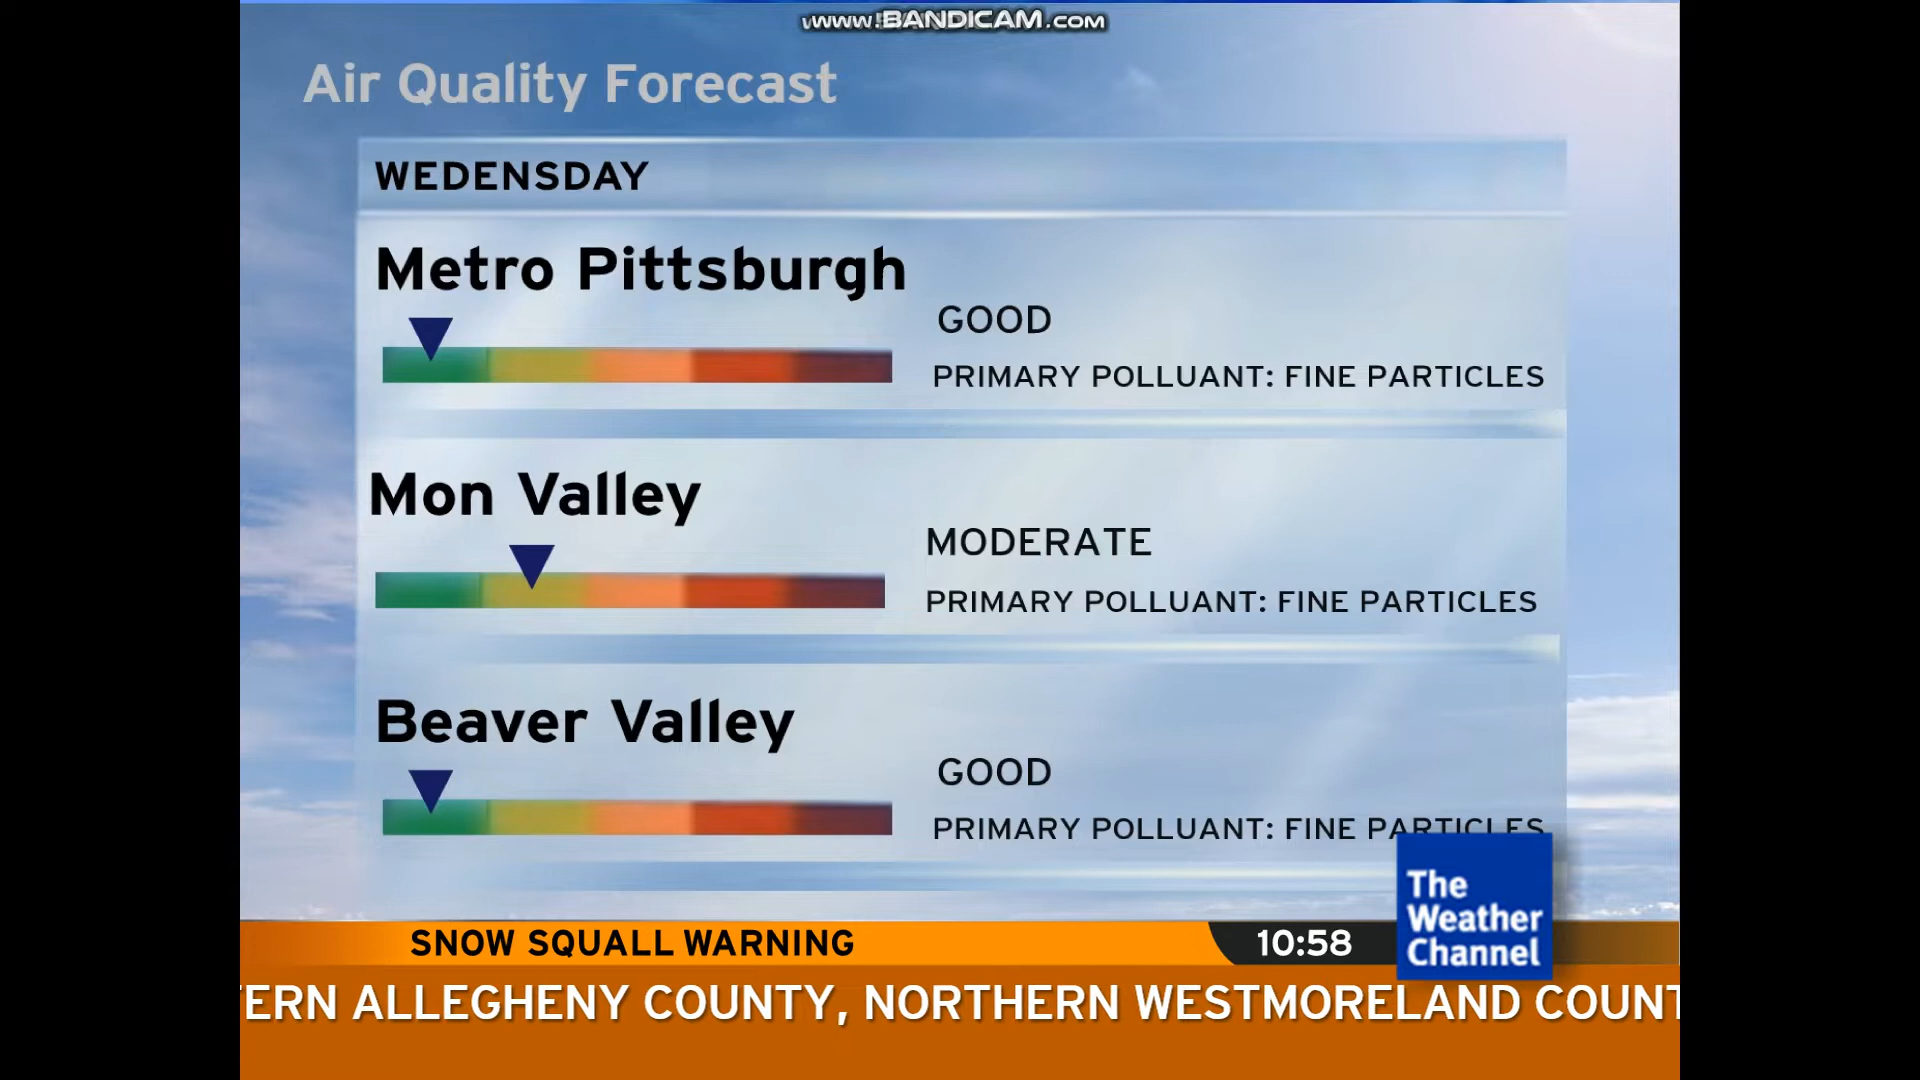 www.BANDICAM.com
Air Quality Forecast
WEDENSDAY
Metro Pittsburgh
GOOD
PRIMARY POLLUANT: FINE PARTICLES
Mon Valley
MODERATE
PRIMARY POLLUANT: FINE PARTICLES
Beaver Valley
GOOD
PRIMARY POLLUANT: FINE PARTICLES
The
Weather
Channel
SNOW SQUALL WARNING
10:58
ERN ALLEGHENY COUNTY, NORTHERN WESTMORELAND COUNT